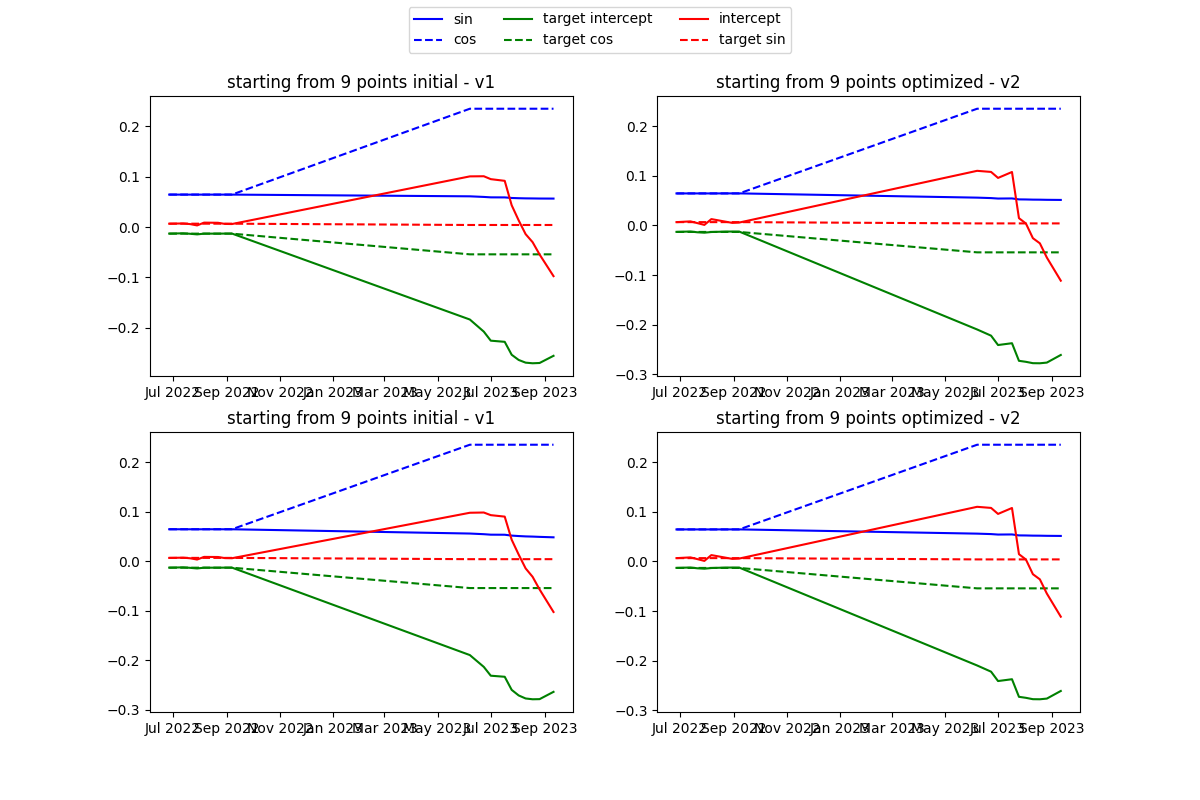 sin target intercept intercept
cos target cos target sin
starting from 9 points initial - v1
0.2
0.1
0.0
−0.1
−0.2
Jul 2022 Sep 2022 Nov 2022 Jan 2023 Mar 2023 May 2023 Jul 2023 Sep 2023
starting from 9 points optimized - v2
0.2
0.1
0.0
−0.1
−0.2
−0.3
Jul 2022 Sep 2022 Nov 2022 Jan 2023 Mar 2023 May 2023 Jul 2023 Sep 2023
starting from 9 points initial - v1
0.2
0.1
0.0
−0.1
−0.2
−0.3
Jul 2022 Sep 2022 Nov 2022 Jan 2023 Mar 2023 May 2023 Jul 2023 Sep 2023
starting from 9 points optimized - v2
0.2
0.1
0.0
−0.1
−0.2
−0.3
Jul 2022 Sep 2022 Nov 2022 Jan 2023 Mar 2023 May 2023 Jul 2023 Sep 2023